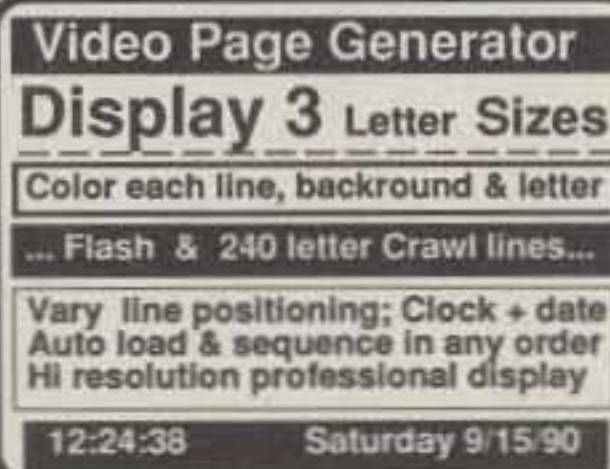 Video Page Generator
Display 3 Letter Sizes
Color each line, backround & letter
... Flash & 240 letter Crawl lines...
Vary line positioning; Clock + date
Auto load & sequence in any order
Hi resolution professional display
12:24:38 Saturday 9/15/90